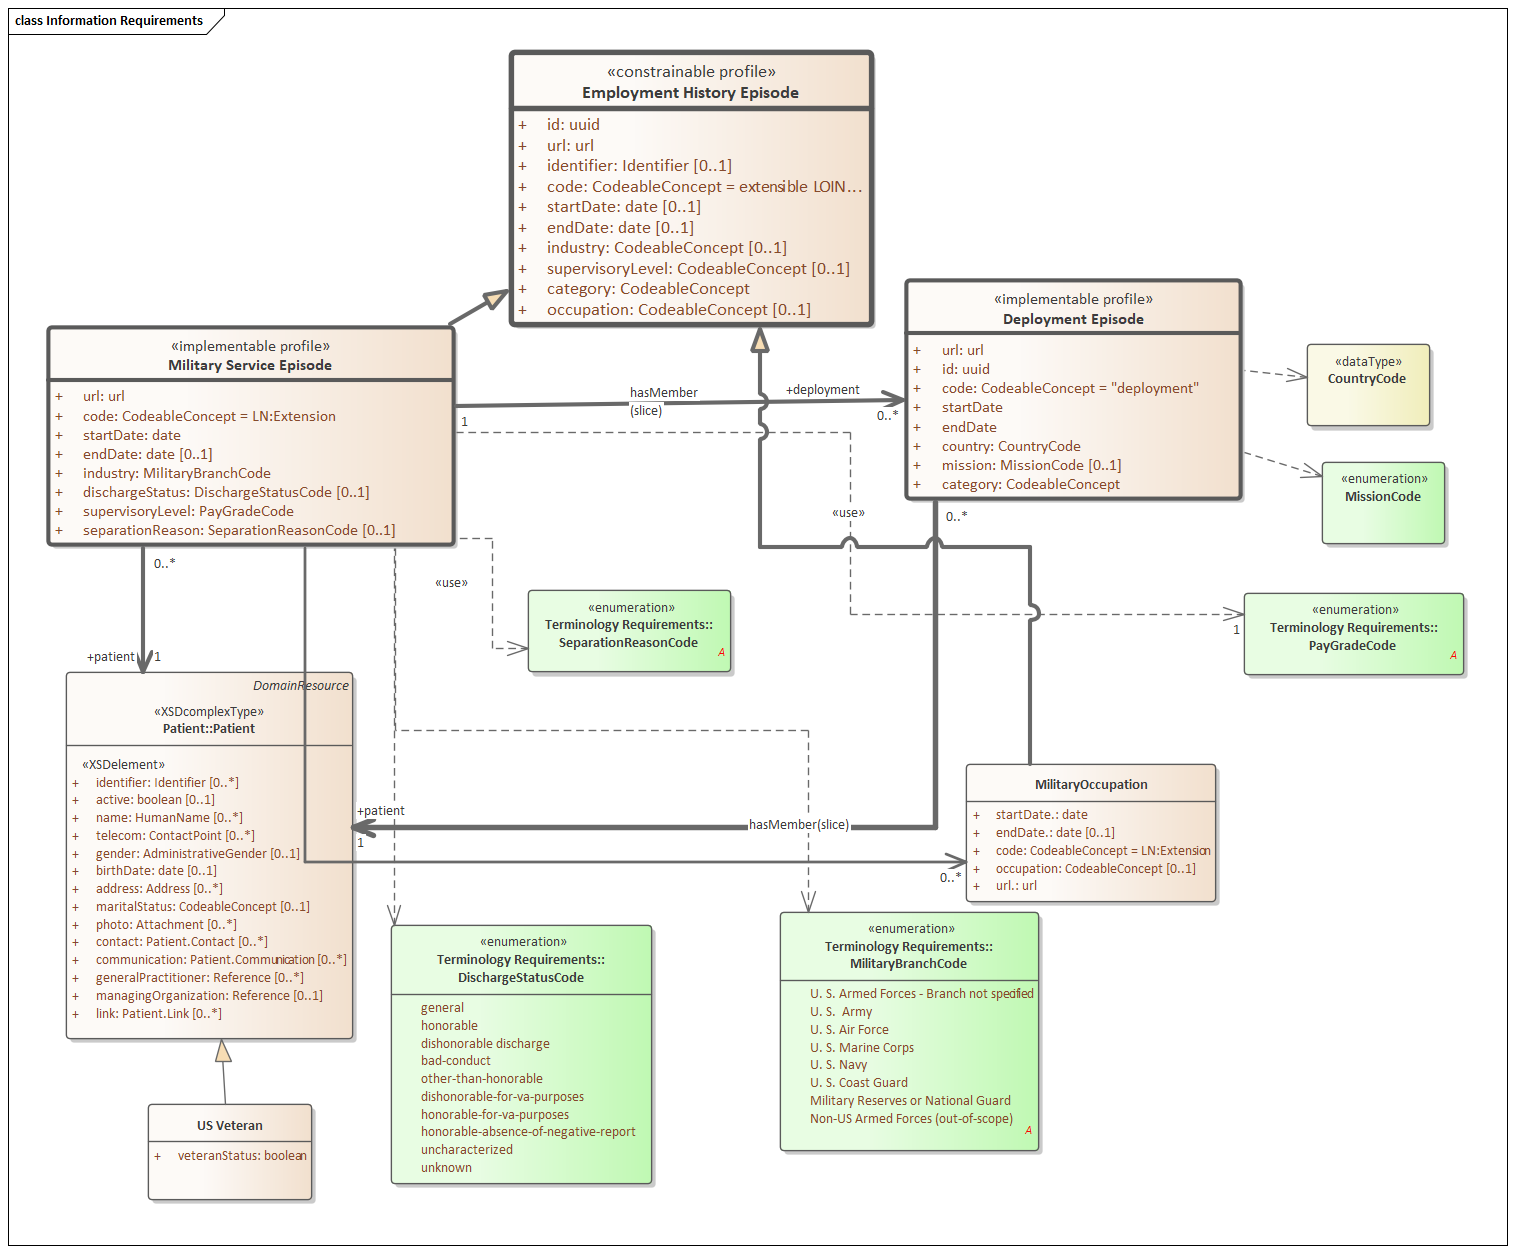 class Information Requirements
«constrainable profile»
Employment History Episode
+ id: uuid
+ url: url
+ identifier: Identifier [0..1]
+ code: CodeableConcept = extensible LOIN...
+ startDate: date [0..1]
+ endDate: date [0..1]
+ industry: CodeableConcept [0..1]
+ supervisoryLevel: CodeableConcept [0..1]
+ category: CodeableConcept
+ occupation: CodeableConcept [0..1]
«implementable profile»
Military Service Episode
+ url: url
+ code: CodeableConcept = LN:Extension
+ startDate: date
+ endDate: date [0..1]
+ industry: MilitaryBranchCode
+ dischargeStatus: DischargeStatusCode [0..1]
+ supervisoryLevel: PayGradeCode
+ separationReason: SeparationReasonCode [0..1]
hasMember
(slice)
+deployment
1
0..*
«implementable profile»
Deployment Episode
+ url: url
+ id: uuid
+ code: CodeableConcept = "deployment"
+ startDate
+ endDate
+ country: CountryCode
+ mission: MissionCode [0..1]
+ category: CodeableConcept
«dataType»
CountryCode
«enumeration»
MissionCode
«use»
0..*
0..*
«use»
«enumeration»
Terminology Requirements::
SeparationReasonCode
A
«enumeration»
Terminology Requirements::
PayGradeCode
A
1
+patient
1
DomainResource
«XSDcomplexType»
Patient::Patient
«XSDelement»
+ identifier: Identifier [0..*]
+ active: boolean [0..1]
+ name: HumanName [0..*]
+ telecom: ContactPoint [0..*]
+ gender: AdministrativeGender [0..1]
+ birthDate: date [0..1]
+ address: Address [0..*]
+ maritalStatus: CodeableConcept [0..1]
+ photo: Attachment [0..*]
+ contact: Patient.Contact [0..*]
+ communication: Patient.Communication [0..*]
+ generalPractitioner: Reference [0..*]
+ managingOrganization: Reference [0..1]
+ link: Patient.Link [0..*]
+patient
1
hasMember(slice)
0..*
MilitaryOccupation
+ startDate.: date
+ endDate.: date [0..1]
+ code: CodeableConcept = LN:Extension
+ occupation: CodeableConcept [0..1]
+ url.: url
US Veteran
+ veteranStatus: boolean
«enumeration»
Terminology Requirements::
DischargeStatusCode
general
honorable
dishonorable discharge
bad-conduct
other-than-honorable
dishonorable-for-va-purposes
honorable-for-va-purposes
honorable-absence-of-negative-report
uncharacterized
unknown
«enumeration»
Terminology Requirements::
MilitaryBranchCode
U. S. Armed Forces - Branch not specified
U. S.  Army
U. S. Air Force
U. S. Marine Corps
U. S. Navy
U. S. Coast Guard
Military Reserves or National Guard
Non-US Armed Forces (out-of-scope)
A